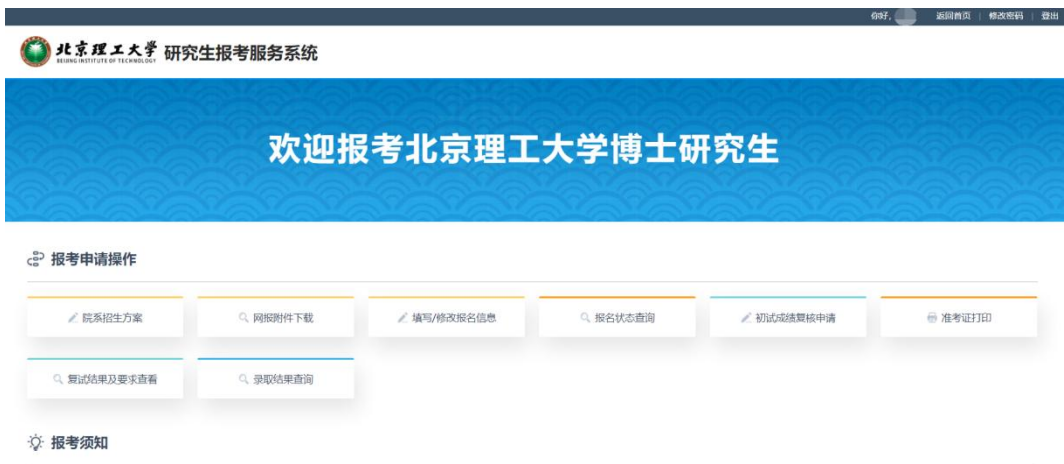 你好, 返回首页 | 修改密码 | 登出
北京理工大学 研究生报考服务系统
BEIJING INSTITUTE OF TECHNOLOGY
欢迎报考北京理工大学博士研究生
报考申请操作
院系招生方案 网报附件下载 填写/修改报名信息 报名状态查询 初试成绩复核申请 准考证打印
复试结果及要求查看 录取结果查询
报考须知